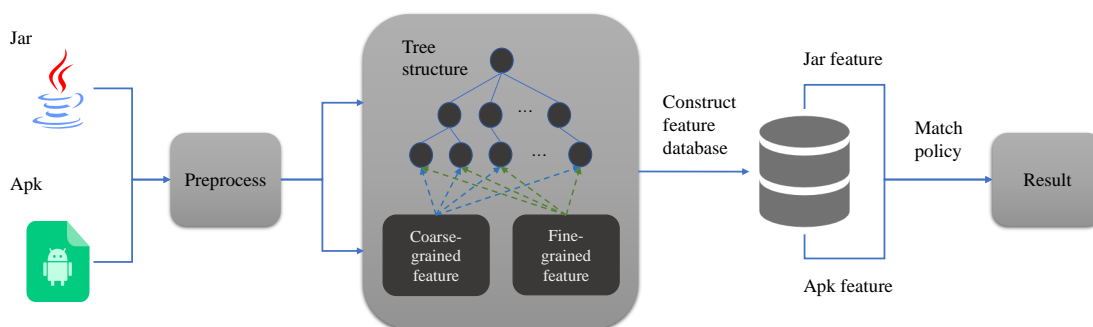 Jar
Apk
Preprocess
Tree
structure
...
...
Coarse-
grained
feature
Fine-
grained
feature
Construct
feature
database
Jar feature
Apk feature
Match
policy
Result